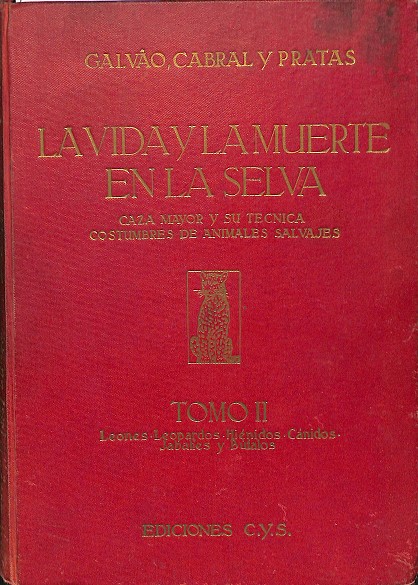 GALVÃO, CABRAL Y PRATAS
LA VIDA Y LA MUERTE
EN LA SELVA
CAZA MAYOR Y SU TECNICA
COSTUMBRES DE ANIMALES SALVAJES
TOMO II
Leones · Leopardos · Hiénidos · Cánidos ·
Jabalíes y Búfalos
EDICIONES C.Y.S.